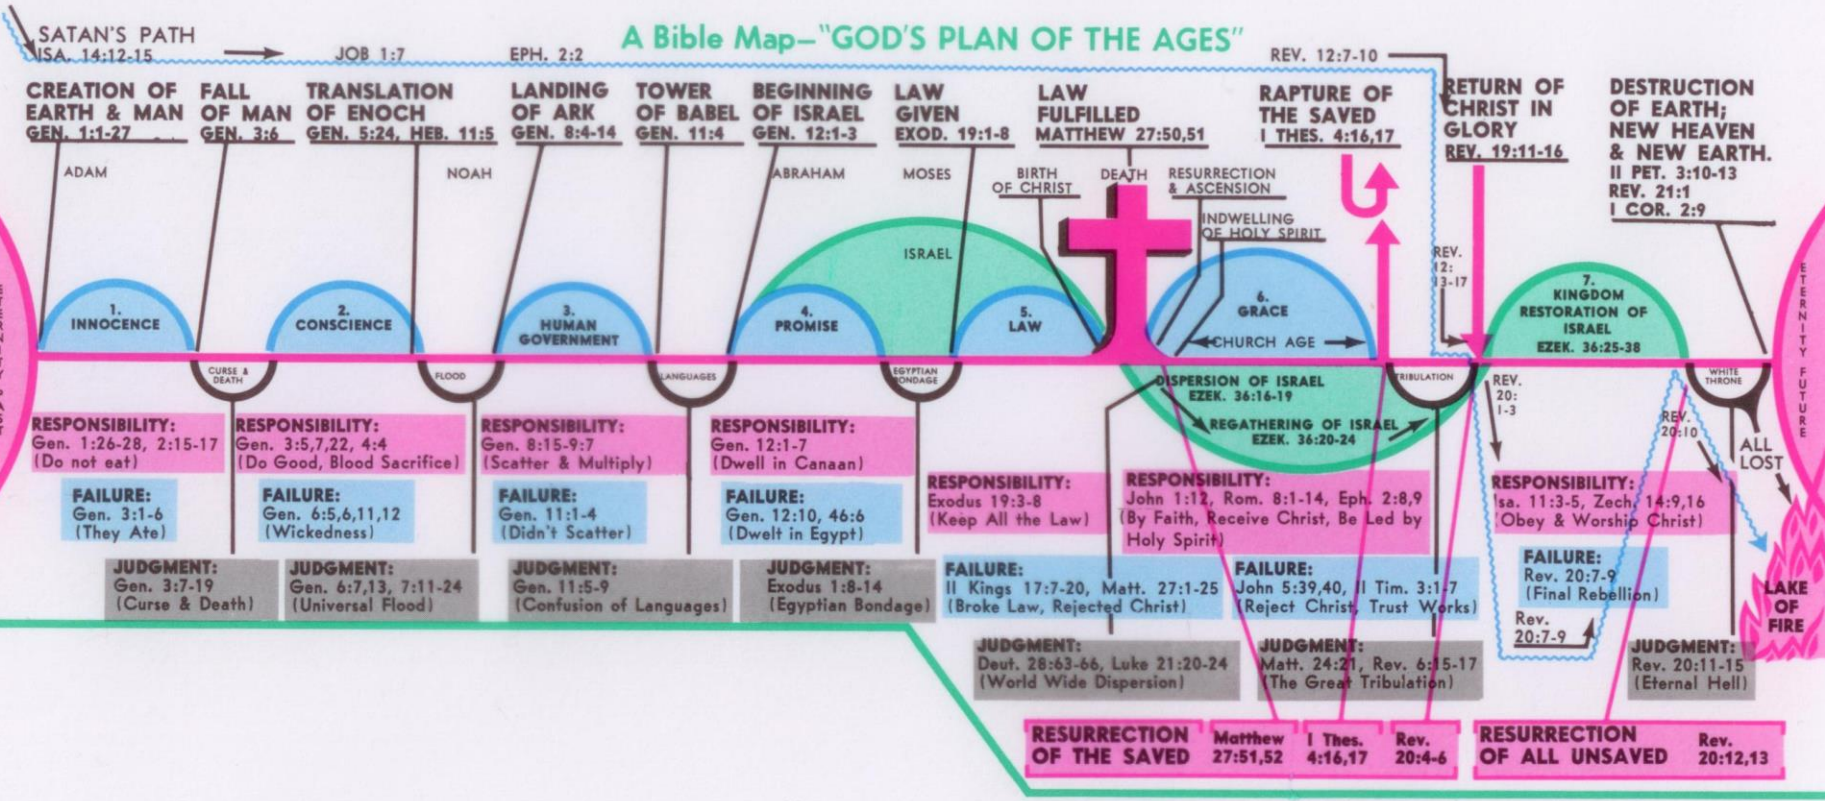 A Bible Map—"GOD'S PLAN OF THE AGES"
SATAN'S PATH
ISA. 14:12-15
JOB 1:7
EPH. 2:2
REV. 12:7-10
CREATION OF
EARTH & MAN
GEN. 1:1-27
FALL
OF MAN
GEN. 3:6
TRANSLATION
OF ENOCH
GEN. 5:24, HEB. 11:5
LANDING
OF ARK
GEN. 8:4-14
TOWER
OF BABEL
GEN. 11:4
BEGINNING
OF ISRAEL
GEN. 12:1-3
LAW
GIVEN
EXOD. 19:1-8
LAW
FULFILLED
MATTHEW 27:50,51
RAPTURE OF
THE SAVED
I THES. 4:16,17
RETURN OF
CHRIST IN
GLORY
REV. 19:11-16
DESTRUCTION
OF EARTH;
NEW HEAVEN
& NEW EARTH.
II PET. 3:10-13
REV. 21:1
I COR. 2:9
ADAM
NOAH
ABRAHAM
MOSES
BIRTH
OF CHRIST
DEATH
RESURRECTION
& ASCENSION
INDWELLING
OF HOLY SPIRIT
ISRAEL
REV.
12:
13-17
ETERNITY PAST
1.
INNOCENCE
2.
CONSCIENCE
3.
HUMAN
GOVERNMENT
4.
PROMISE
5.
LAW
6.
GRACE
CHURCH AGE
7.
KINGDOM
RESTORATION OF
ISRAEL
EZEK. 36:25-38
ETERNITY FUTURE
CURSE &
DEATH
FLOOD
LANGUAGES
EGYPTIAN
BONDAGE
DISPERSION OF ISRAEL
EZEK. 36:16-19
REGATHERING OF ISRAEL
EZEK. 36:20-24
TRIBULATION
REV.
20:
1-3
WHITE
THRONE
REV.
20:10
ALL
LOST
RESPONSIBILITY:
Gen. 1:26-28, 2:15-17
(Do not eat)
FAILURE:
Gen. 3:1-6
(They Ate)
JUDGMENT:
Gen. 3:7-19
(Curse & Death)
RESPONSIBILITY:
Gen. 3:5,7,22, 4:4
(Do Good, Blood Sacrifice)
FAILURE:
Gen. 6:5,6,11,12
(Wickedness)
JUDGMENT:
Gen. 6:7,13, 7:11-24
(Universal Flood)
RESPONSIBILITY:
Gen. 8:15-9:7
(Scatter & Multiply)
FAILURE:
Gen. 11:1-4
(Didn't Scatter)
JUDGMENT:
Gen. 11:5-9
(Confusion of Languages)
RESPONSIBILITY:
Gen. 12:1-7
(Dwell in Canaan)
FAILURE:
Gen. 12:10, 46:6
(Dwelt in Egypt)
JUDGMENT:
Exodus 1:8-14
(Egyptian Bondage)
RESPONSIBILITY:
Exodus 19:3-8
(Keep All the Law)
FAILURE:
II Kings 17:7-20, Matt. 27:1-25
(Broke Law, Rejected Christ)
JUDGMENT:
Deut. 28:63-66, Luke 21:20-24
(World Wide Dispersion)
RESPONSIBILITY:
John 1:12, Rom. 8:1-14, Eph. 2:8,9
(By Faith, Receive Christ, Be Led by
Holy Spirit)
FAILURE:
John 5:39,40, II Tim. 3:1-7
(Reject Christ, Trust Works)
JUDGMENT:
Matt. 24:21, Rev. 6:15-17
(The Great Tribulation)
RESPONSIBILITY:
Isa. 11:3-5, Zech. 14:9,16
(Obey & Worship Christ)
FAILURE:
Rev. 20:7-9
(Final Rebellion)
Rev.
20:7-9
JUDGMENT:
Rev. 20:11-15
(Eternal Hell)
LAKE
OF
FIRE
RESURRECTION
OF THE SAVED
Matthew
27:51,52
I Thes.
4:16,17
Rev.
20:4-6
RESURRECTION
OF ALL UNSAVED
Rev.
20:12,13